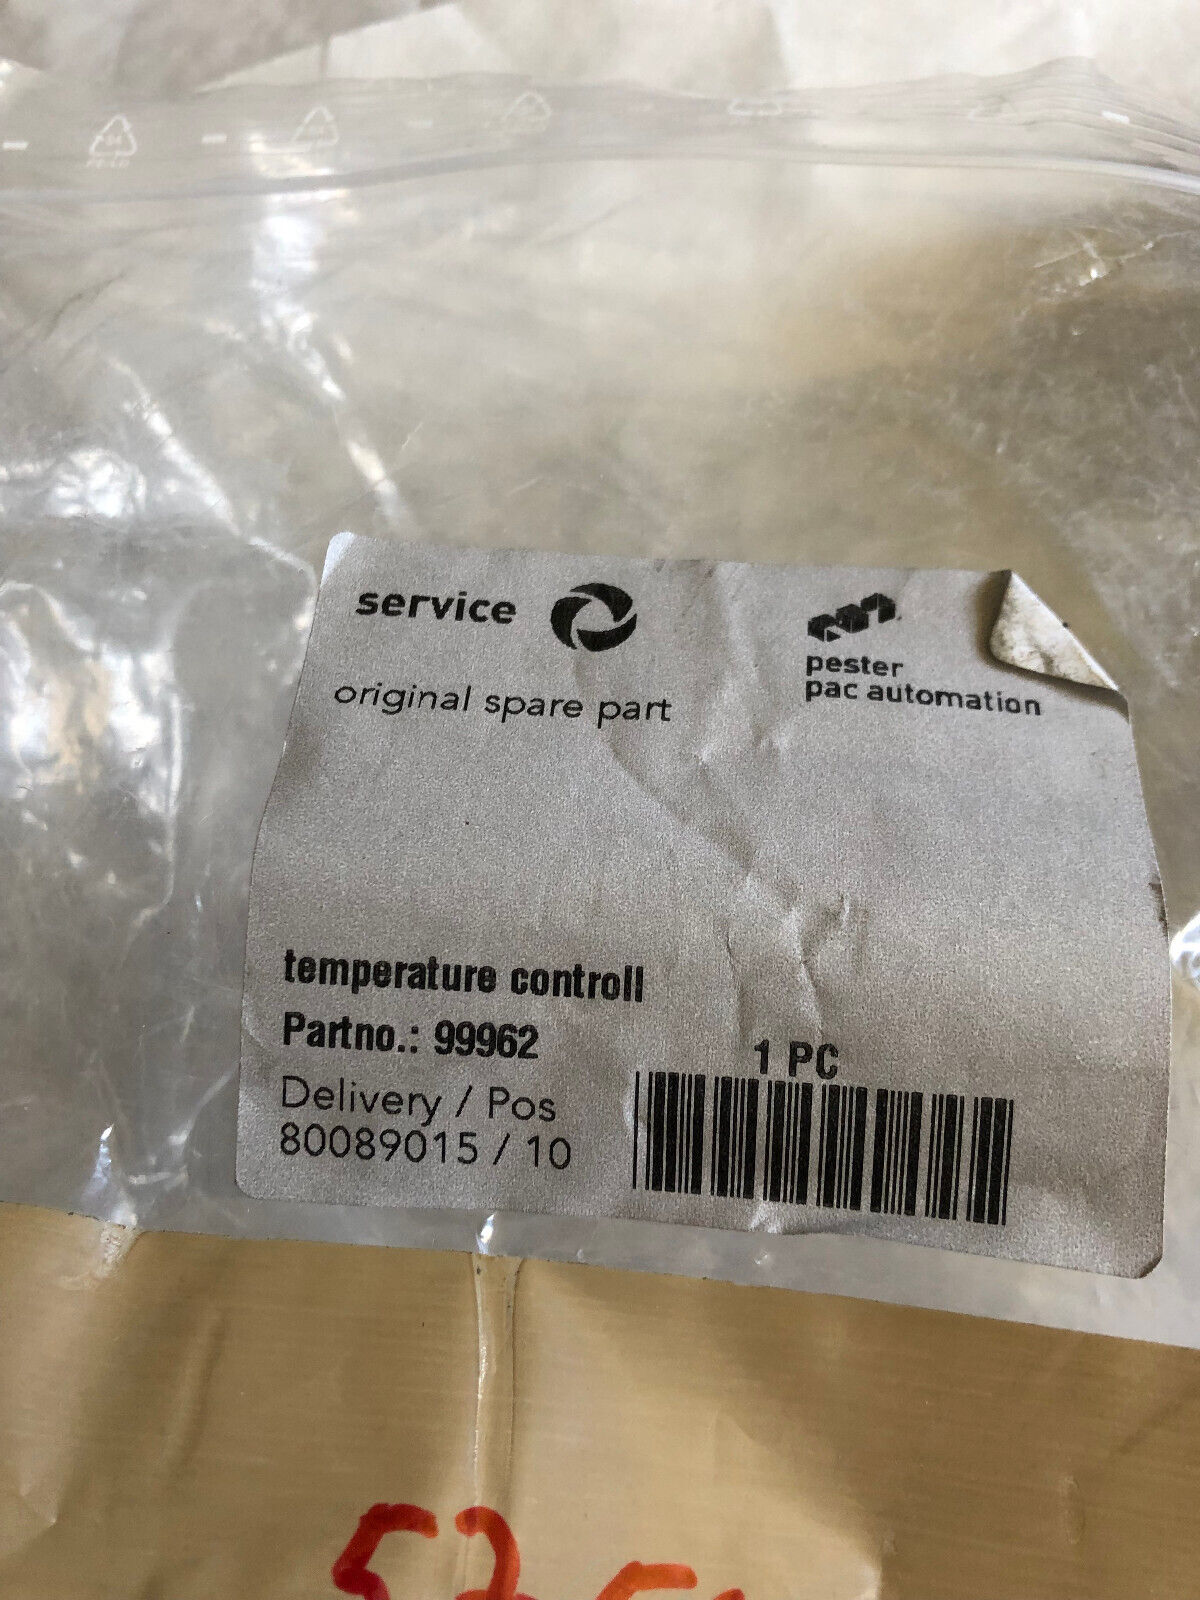 service
original spare part
pester
pac automation
temperature controll
Partno.: 99962
1 PC
Delivery / Pos
80089015 / 10